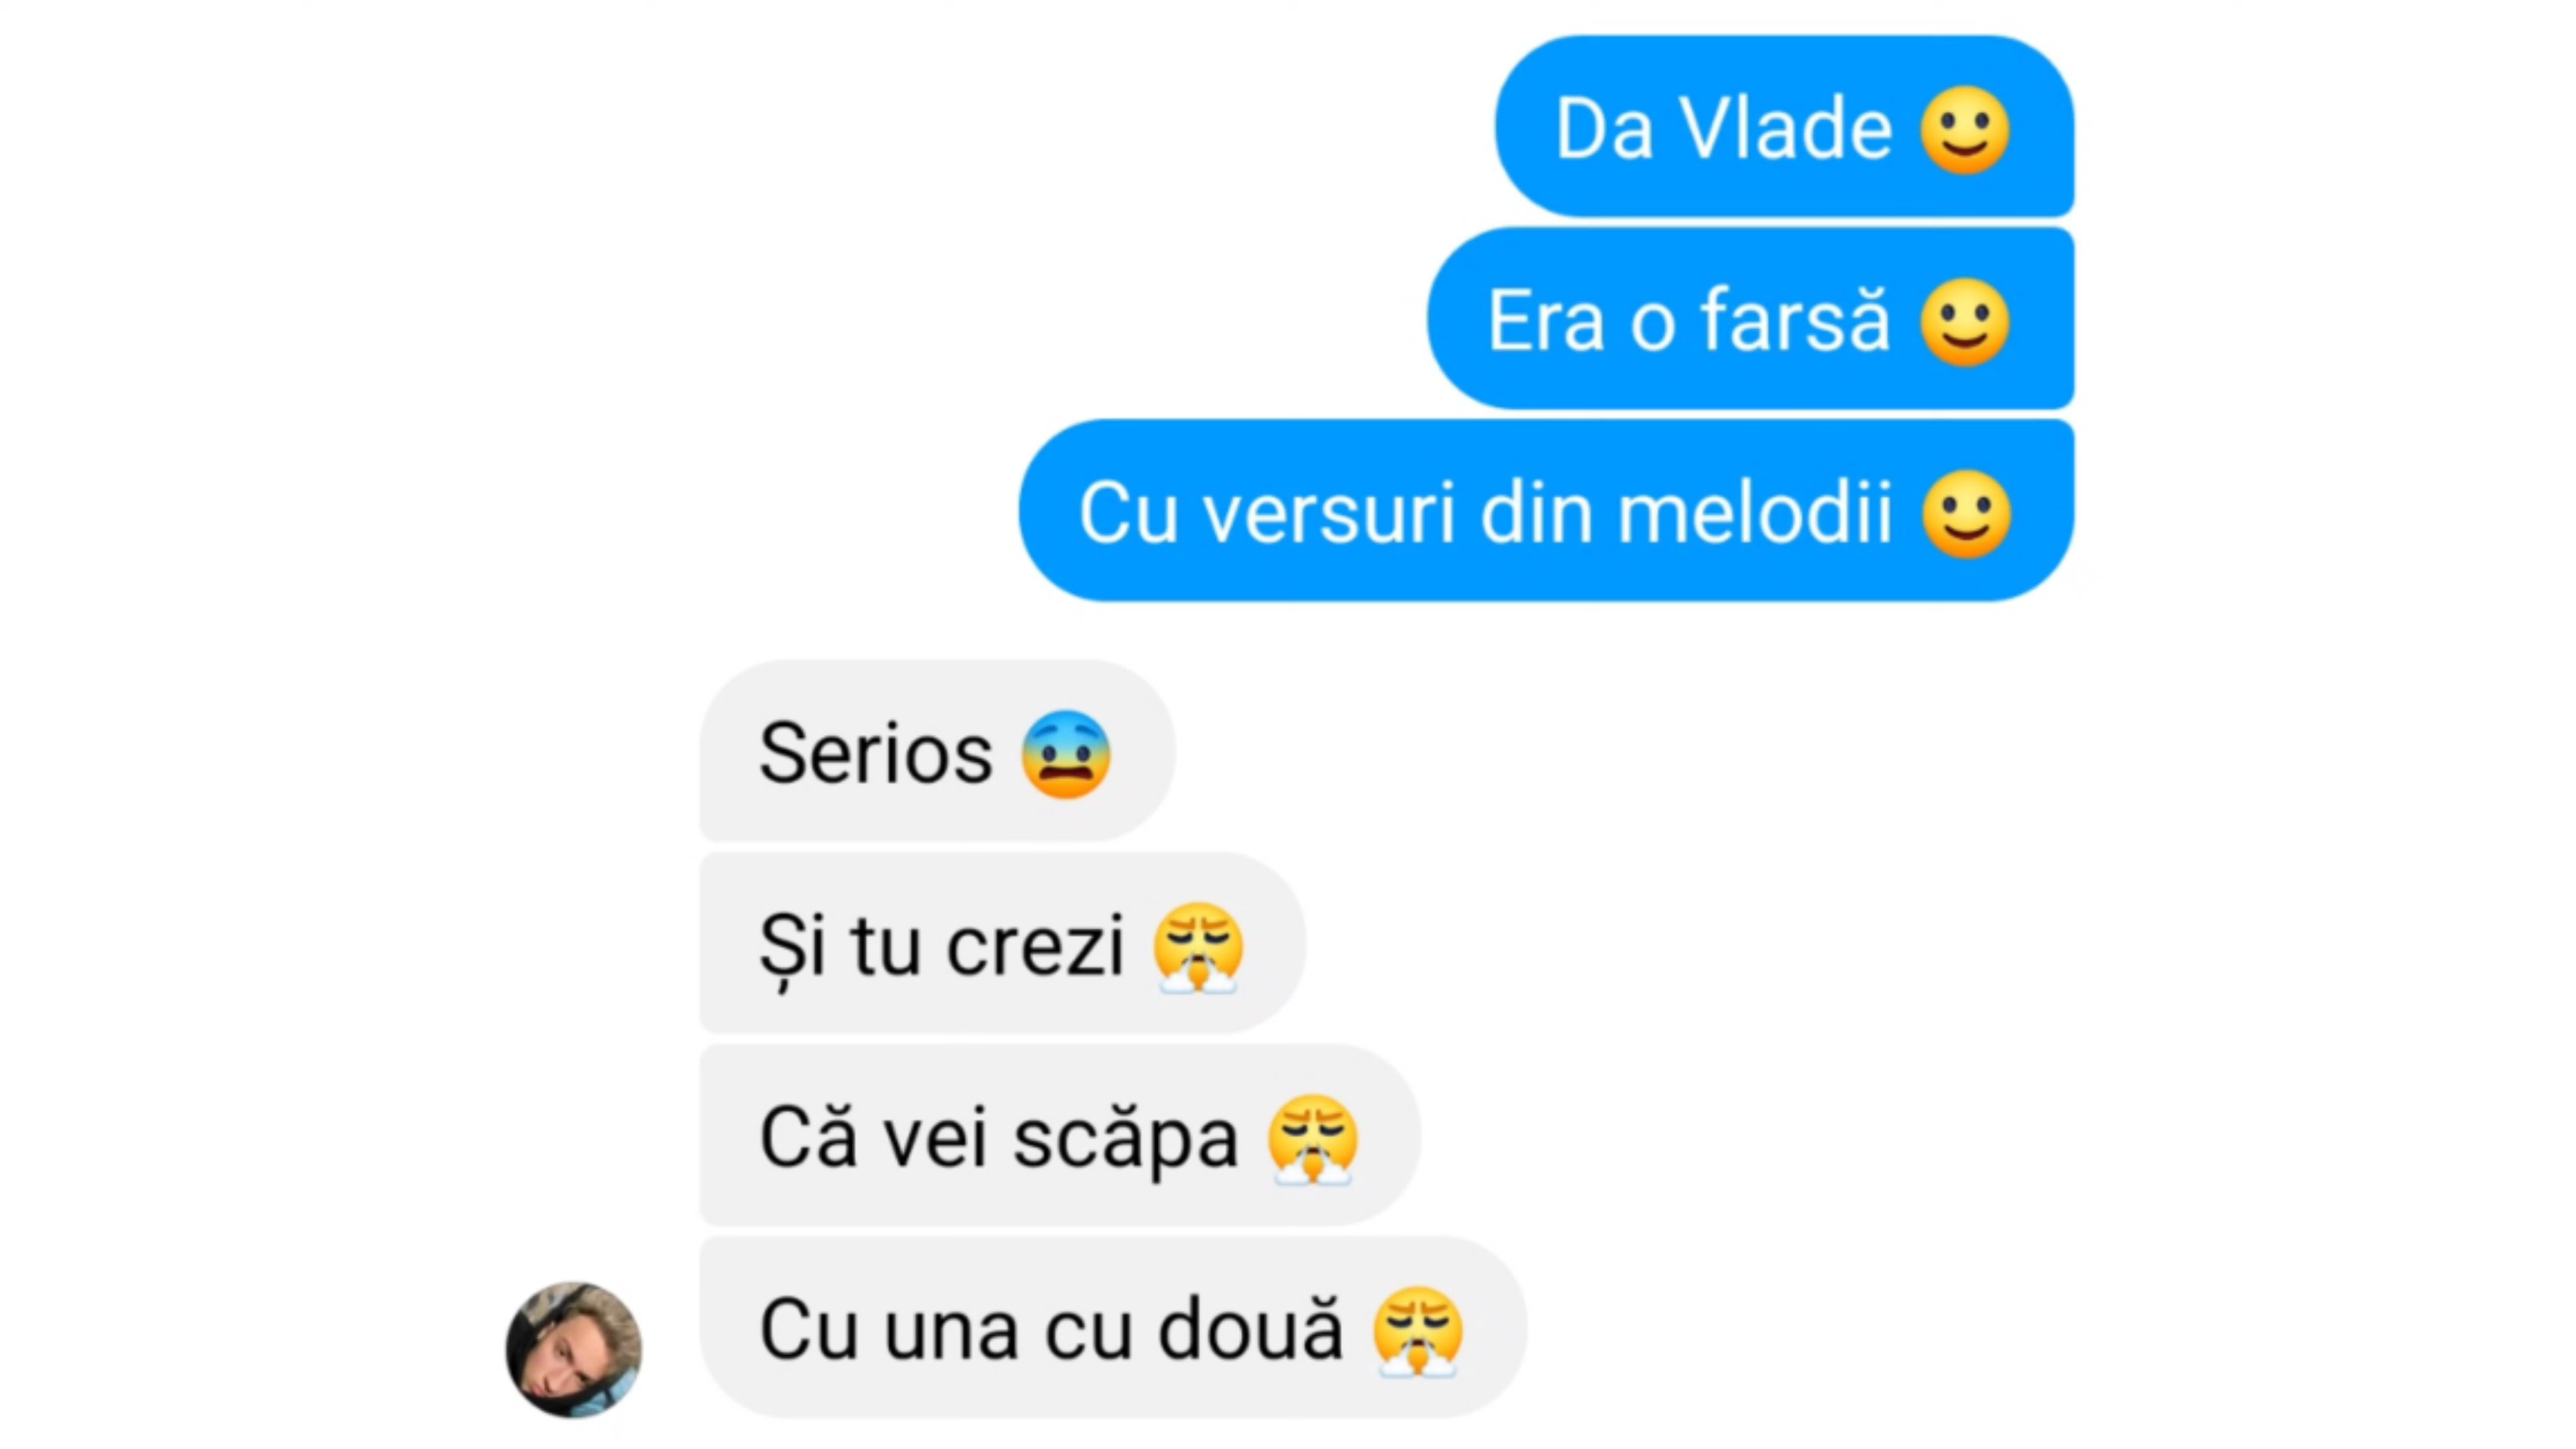 Da Vlade 🙂
Era o farsă 🙂
Cu versuri din melodii 🙂
Serios 😨
Și tu crezi 😤
Că vei scăpa 😤
Cu una cu două 😤